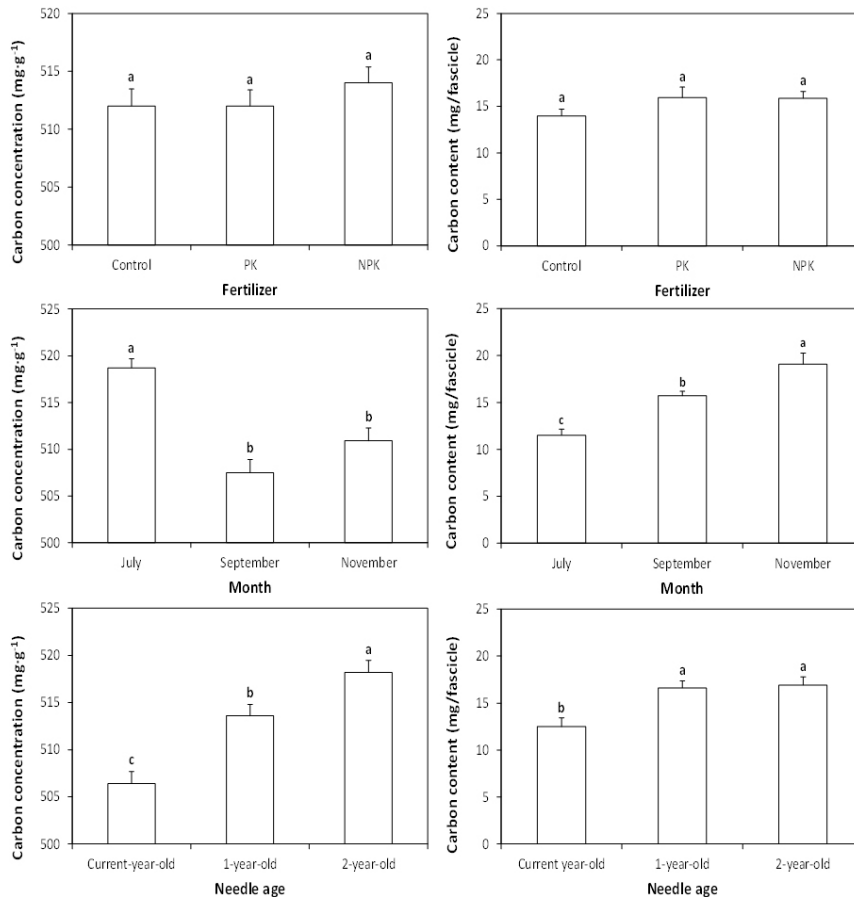 Carbon concentration (mg·g⁻¹)
520
515
510
505
500
a
a
a
Control
PK
NPK
Fertilizer
Carbon content (mg/fascicle)
25
20
15
10
5
0
a
a
a
Control
PK
NPK
Fertilizer
Carbon concentration (mg·g⁻¹)
525
520
515
510
505
500
a
b
b
July
September
November
Month
Carbon content (mg/fascicle)
25
20
15
10
5
0
c
b
a
July
September
November
Month
Carbon concentration (mg·g⁻¹)
525
520
515
510
505
500
c
b
a
Current-year-old
1-year-old
2-year-old
Needle age
Carbon content (mg/fascicle)
25
20
15
10
5
0
b
a
a
Current year-old
1-year-old
2-year-old
Needle age